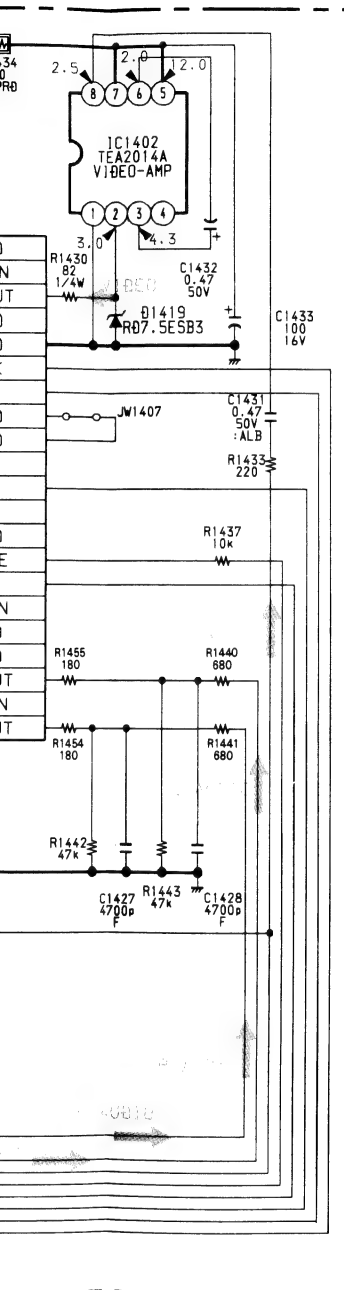 434
0
PRO
2.5
2.0
12.0
8 7 6 5
IC1402
TEA2014A
VIDEO-AMP
1 2 3 4
3.0
4.3
R1430
82
1/4W
VIDEO
C1432
0.47
50V
D1419
RD7.5ESB3
C1433
100
16V
N
UT
JW1407
C1431
0.47
50V
:ALB
R1433
220
R1437
10k
E
N
R1455
180
R1440
680
UT
N
UT
R1454
180
R1441
680
R1442
47k
C1427
4700p
F
R1443
47k
C1428
4700p
F
AUDIO